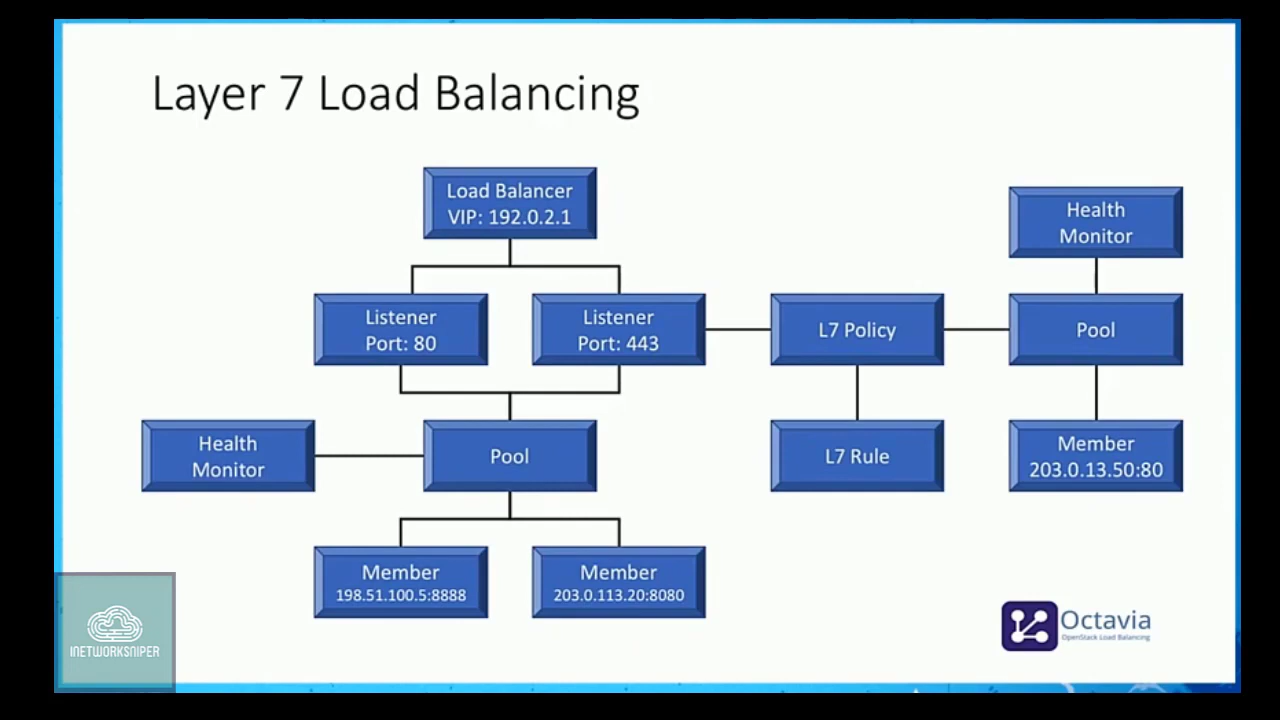 Layer 7 Load Balancing
Load Balancer
VIP: 192.0.2.1
Health
Monitor
Listener
Port: 80
Listener
Port: 443
L7 Policy
Pool
Health
Monitor
Pool
L7 Rule
Member
203.0.13.50:80
Member
198.51.100.5:8888
Member
203.0.113.20:8080
Octavia
OpenStack Load Balancing
INETWORKSNIPER